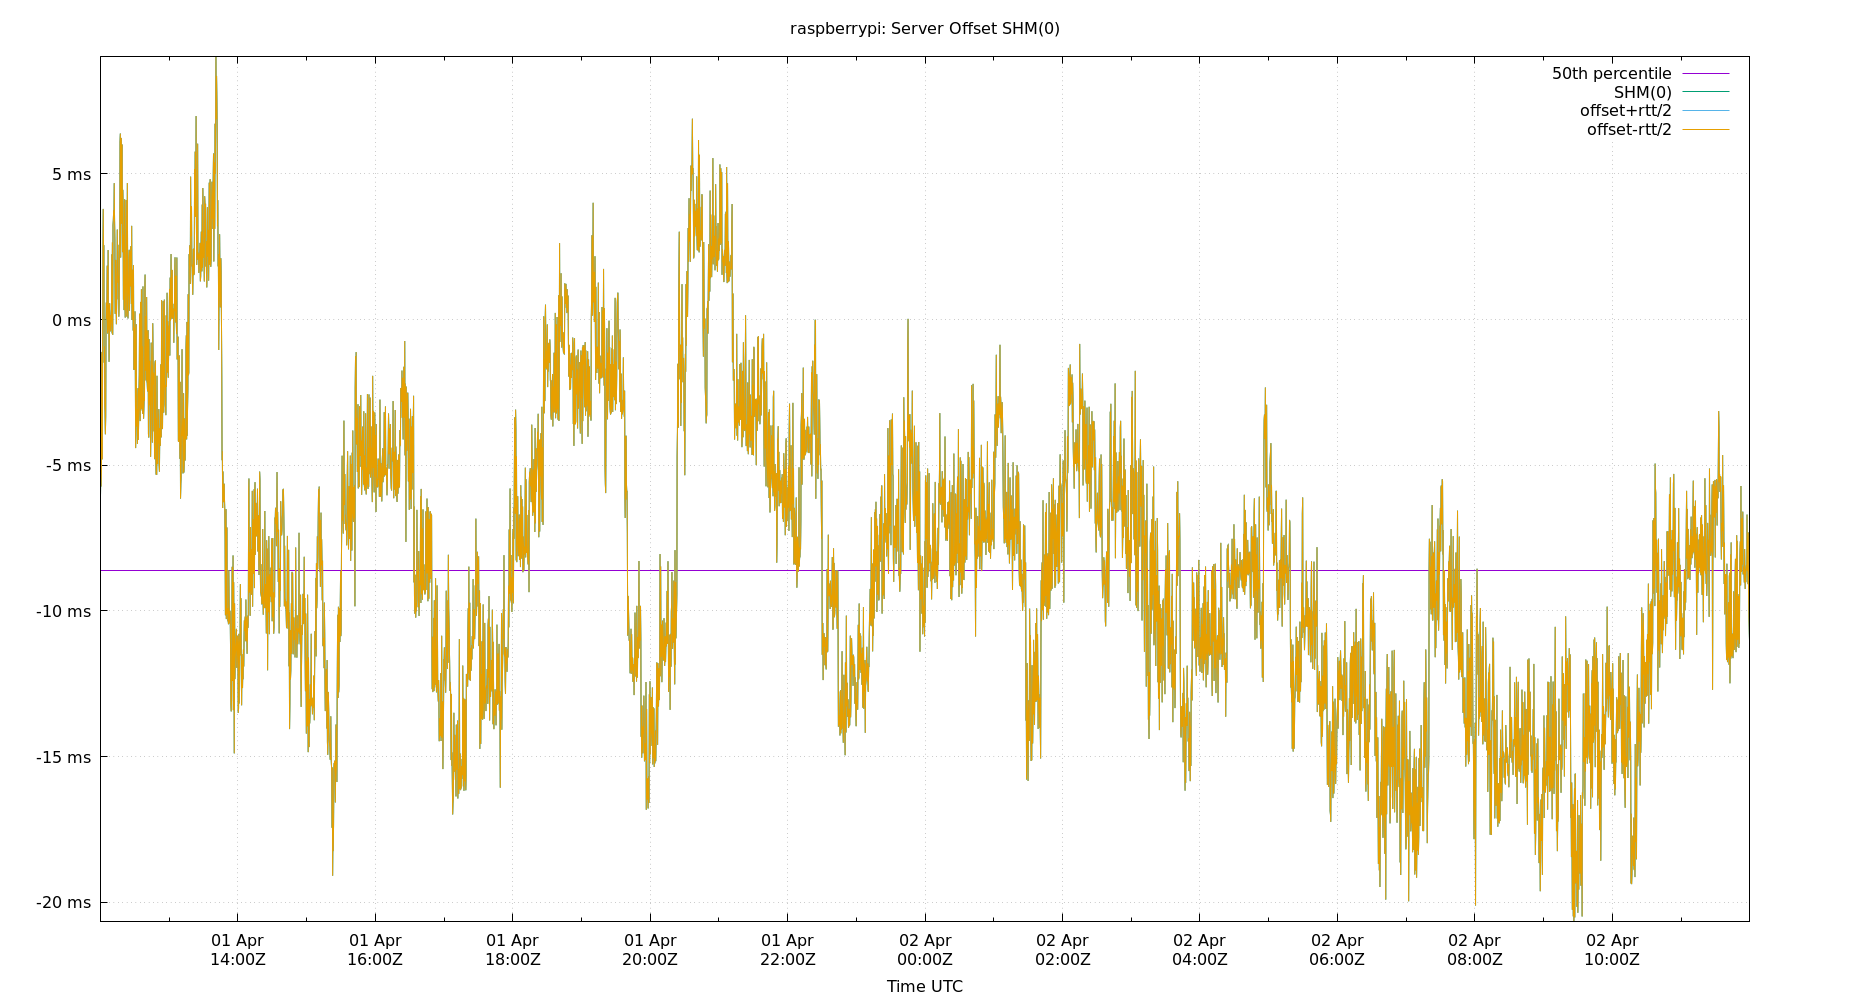 raspberrypi: Server Offset SHM(0)
50th percentile
SHM(0)
offset+rtt/2
offset-rtt/2
5 ms
0 ms
-5 ms
-10 ms
-15 ms
-20 ms
01 Apr 01 Apr 01 Apr 01 Apr 01 Apr 02 Apr 02 Apr 02 Apr 02 Apr 02 Apr 02 Apr
14:00Z 16:00Z 18:00Z 20:00Z 22:00Z 00:00Z 02:00Z 04:00Z 06:00Z 08:00Z 10:00Z
Time UTC